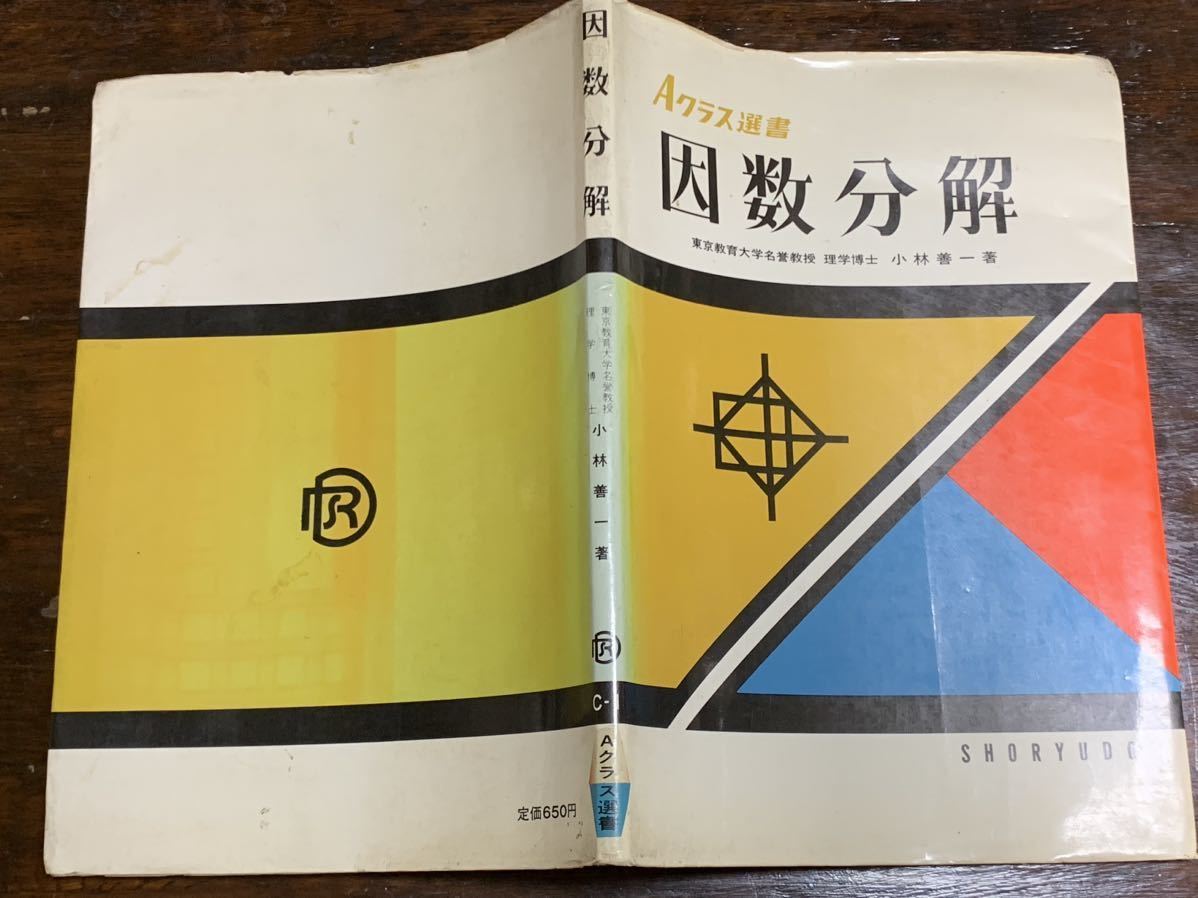 Aクラス選書
因数分解
東京教育大学名誉教授 理学博士 小林善一著
SHORYUDO
因数分解
東京教育大学名誉教授
理学博士
小林善一著
C-1
Aクラス選書
定価650円